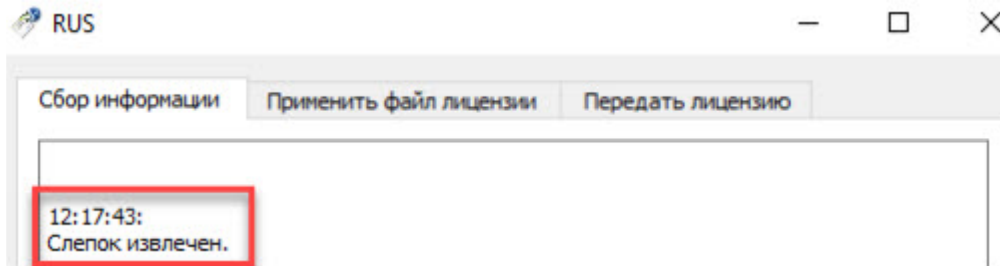 RUS
Сбор информации
Применить файл лицензии
Передать лицензию
12:17:43:
Слепок извлечен.